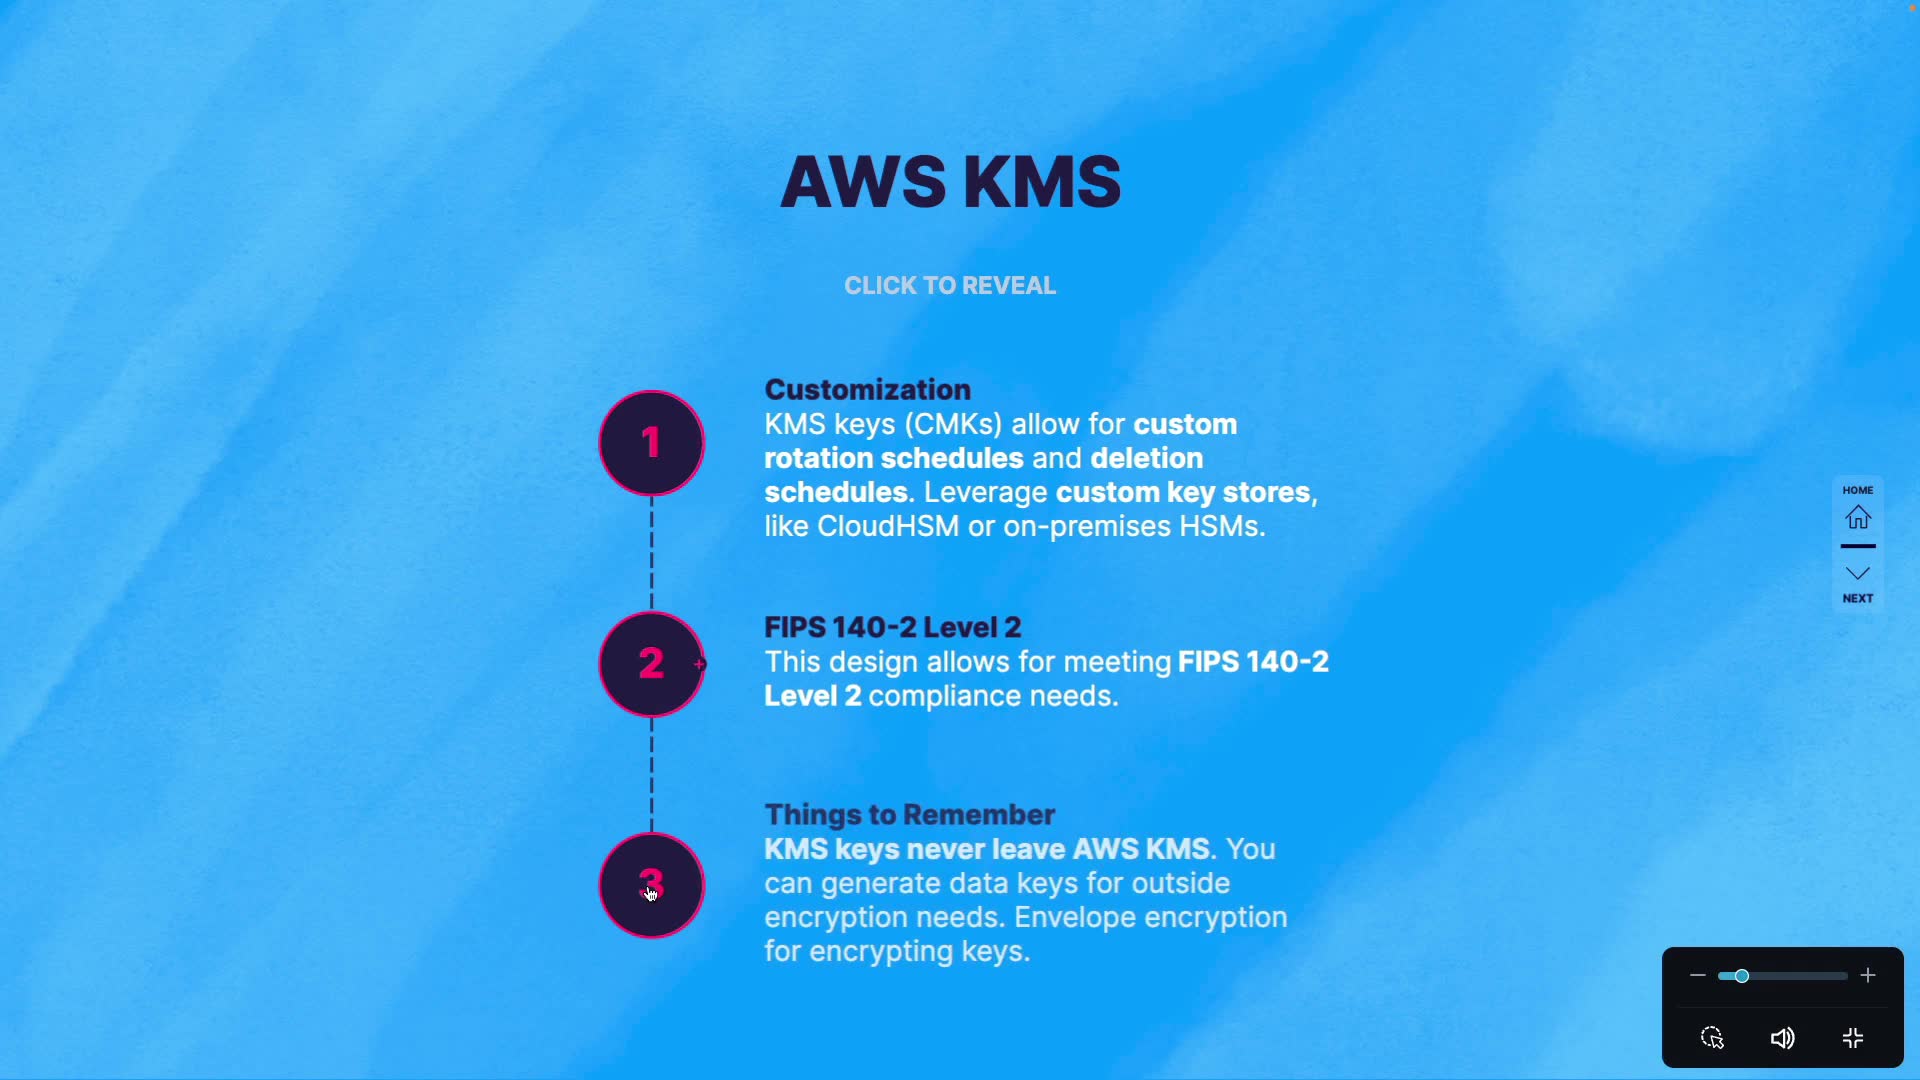 AWS KMS
CLICK TO REVEAL
1
Customization
KMS keys (CMKs) allow for custom
rotation schedules and deletion
schedules. Leverage custom key stores,
like CloudHSM or on-premises HSMs.
2
FIPS 140-2 Level 2
This design allows for meeting FIPS 140-2
Level 2 compliance needs.
3
Things to Remember
KMS keys never leave AWS KMS. You
can generate data keys for outside
encryption needs. Envelope encryption
for encrypting keys.
HOME
NEXT